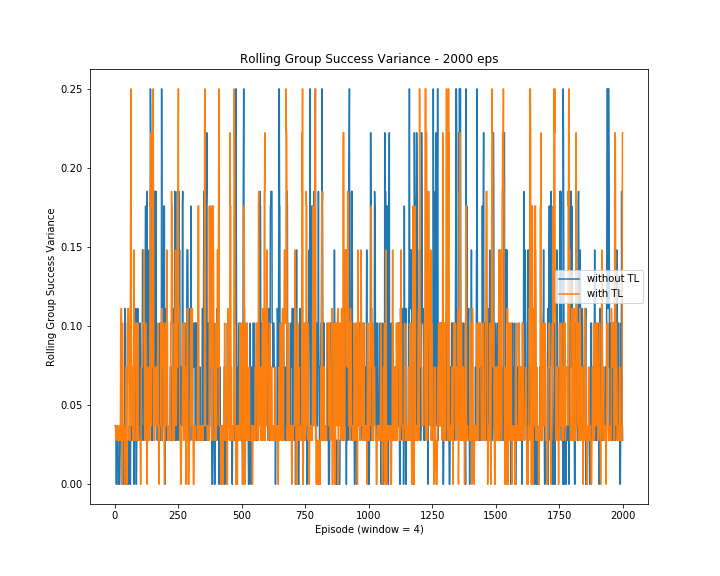 Rolling Group Success Variance - 2000 eps
Rolling Group Success Variance
0.25
0.20
0.15
0.10
0.05
0.00
without TL
with TL
0 250 500 750 1000 1250 1500 1750 2000
Episode (window = 4)